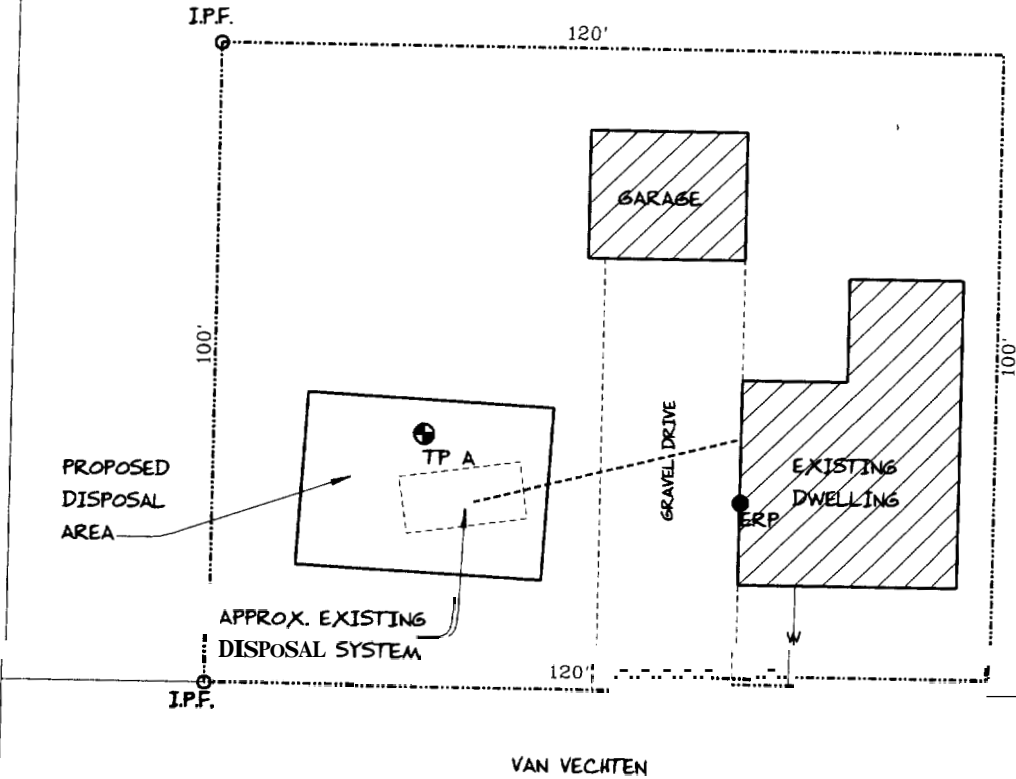 I.P.F.
120'
GARAGE
100'
100'
GRAVEL DRIVE
TP A
PROPOSED
DISPOSAL
AREA
EXISTING
DWELLING
ERP
APPROX. EXISTING
DISPOSAL SYSTEM
W
120'
I.P.F.
VAN VECHTEN